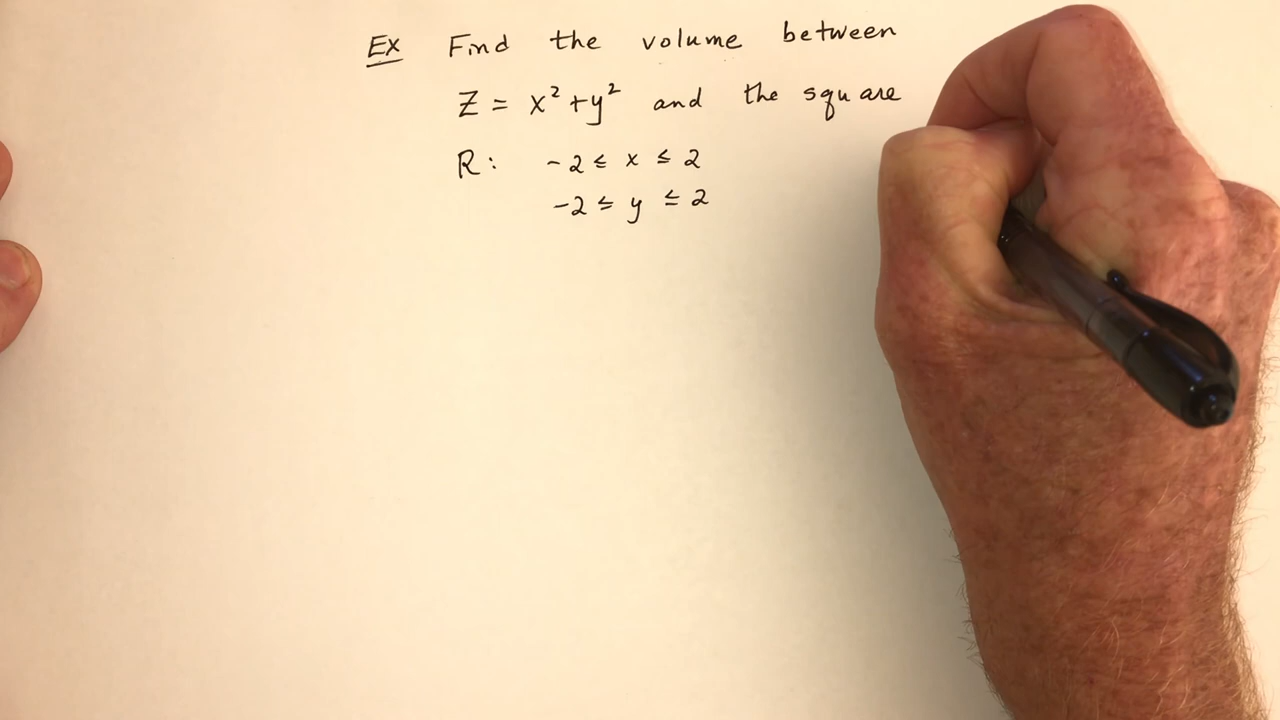 Ex Find the volume between
Z = x² + y² and the square
R: -2 ≤ x ≤ 2
-2 ≤ y ≤ 2